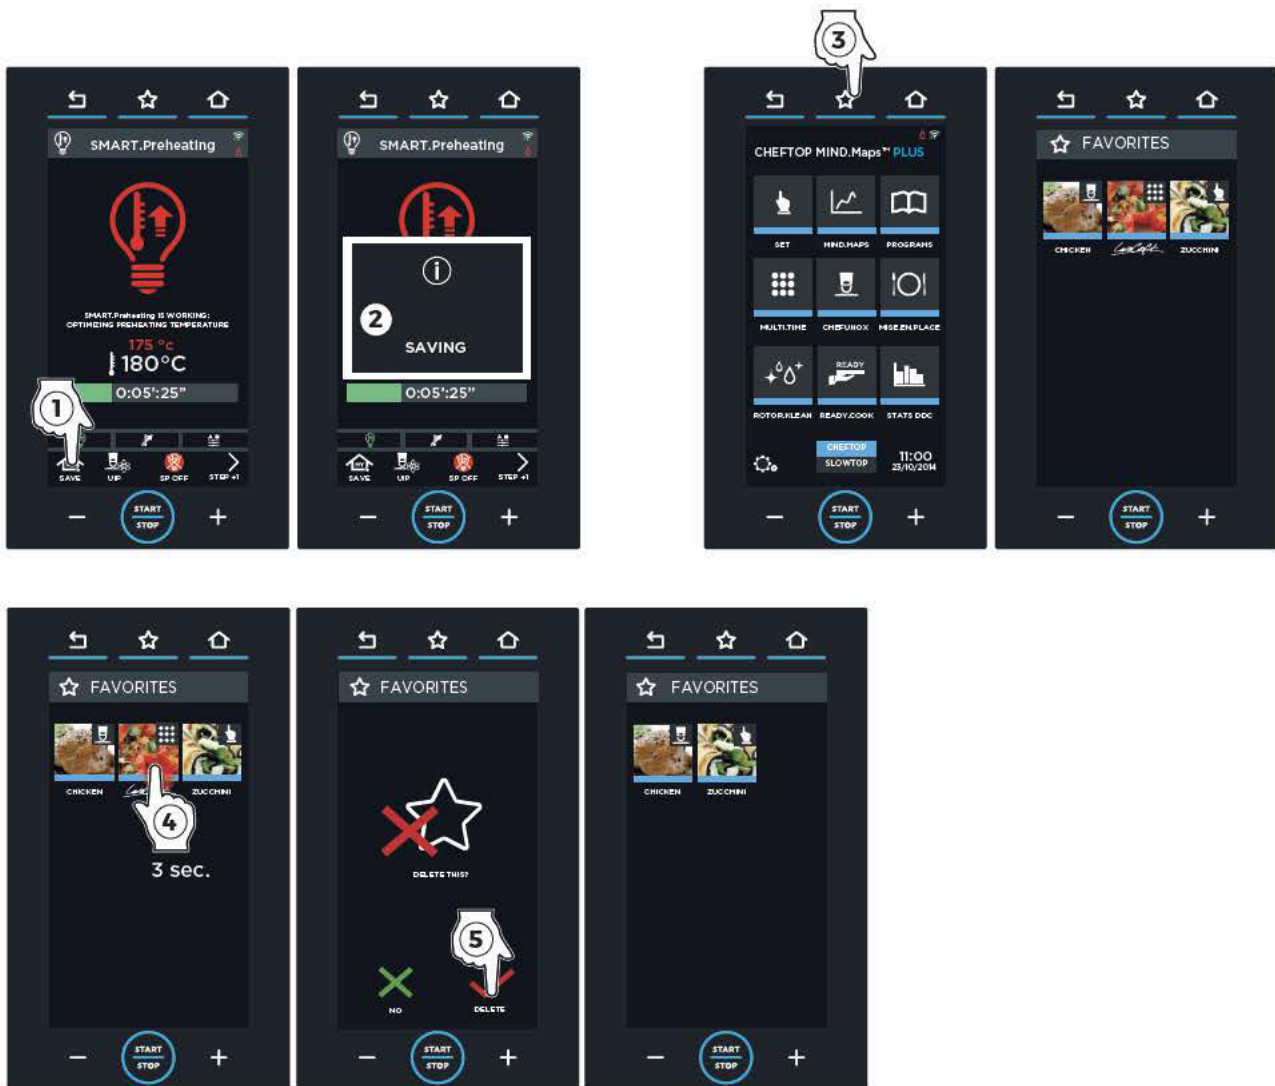 SMART.Preheating
SMART.Preheating IS WORKING:
OPTIMIZING PREHEATING TEMPERATURE
175 °c
180°C
0:05':25"
1
SAVE
UIP
SP OFF
STEP +1
START
STOP
SMART.Preheating
i
2
SAVING
0:05':25"
MY
SAVE
UIP
SP OFF
STEP +1
START
STOP
3
CHEFTOP MIND.Maps™ PLUS
SET
MIND.MAPS
PROGRAMS
MULTI.TIME
CHEFUNOX
MISE.EN.PLACE
READY
ROTOR.KLEAN
READY.COOK
STATS DDC
CHEFTOP
SLOWTOP
11:00
23/10/2014
START
STOP
FAVORITES
CHICKEN
ZUCCHINI
START
STOP
FAVORITES
CHICKEN
ZUCCHINI
4
3 sec.
START
STOP
FAVORITES
DELETE THIS?
5
NO
DELETE
START
STOP
FAVORITES
CHICKEN
ZUCCHINI
START
STOP